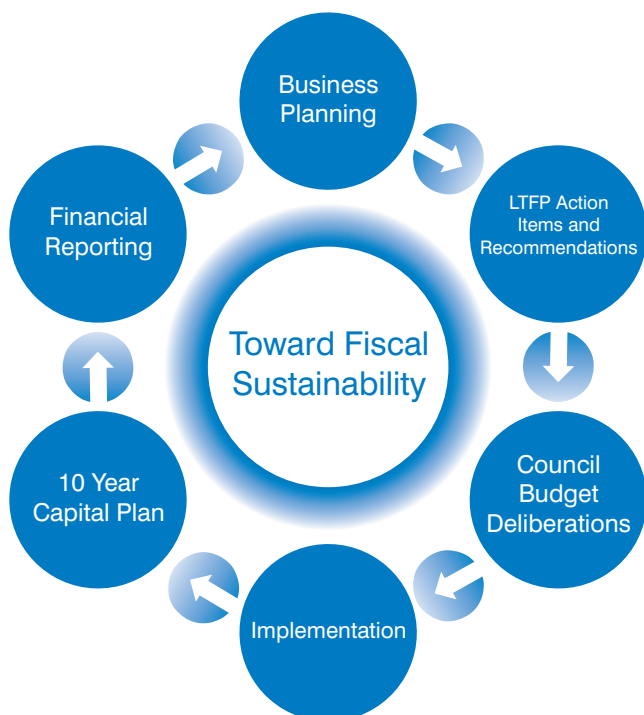 Business
Planning
LTFP Action
Items and
Recommendations
Council
Budget
Deliberations
Implementation
10 Year
Capital Plan
Financial
Reporting
Toward Fiscal
Sustainability